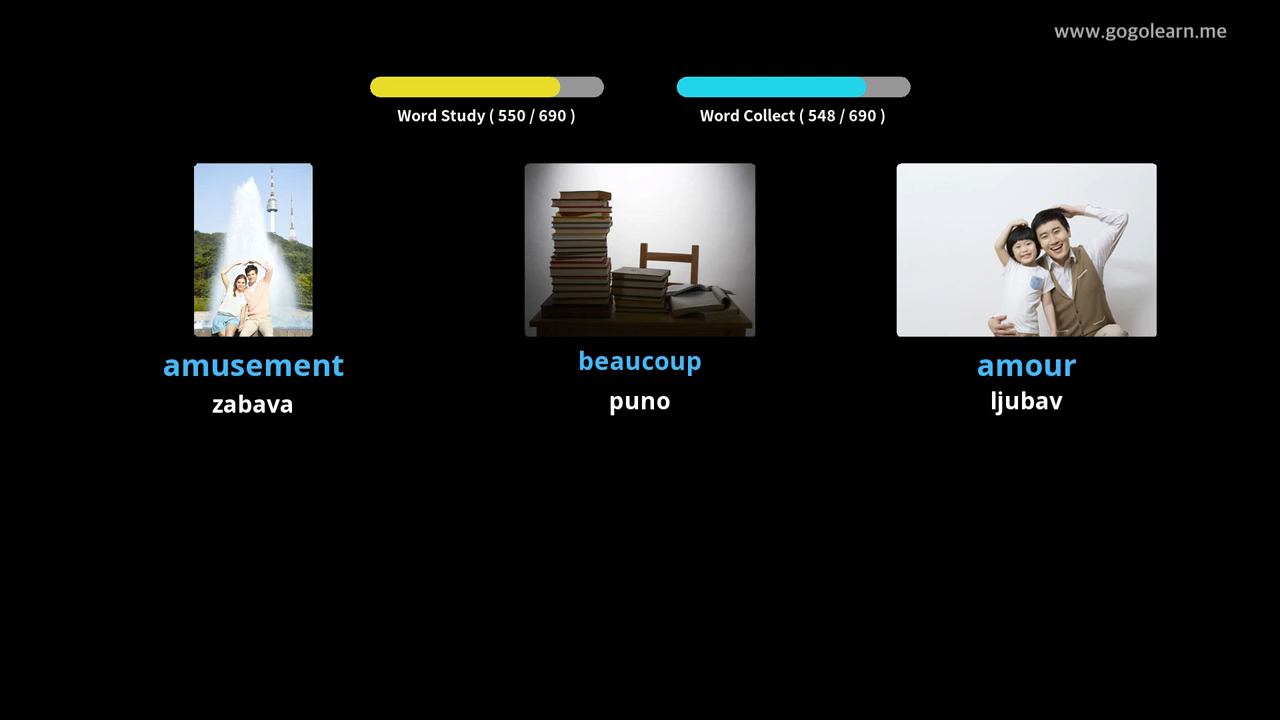 www.gogolearn.me
Word Study ( 550 / 690 )
Word Collect ( 548 / 690 )
amusement
zabava
beaucoup
puno
amour
ljubav